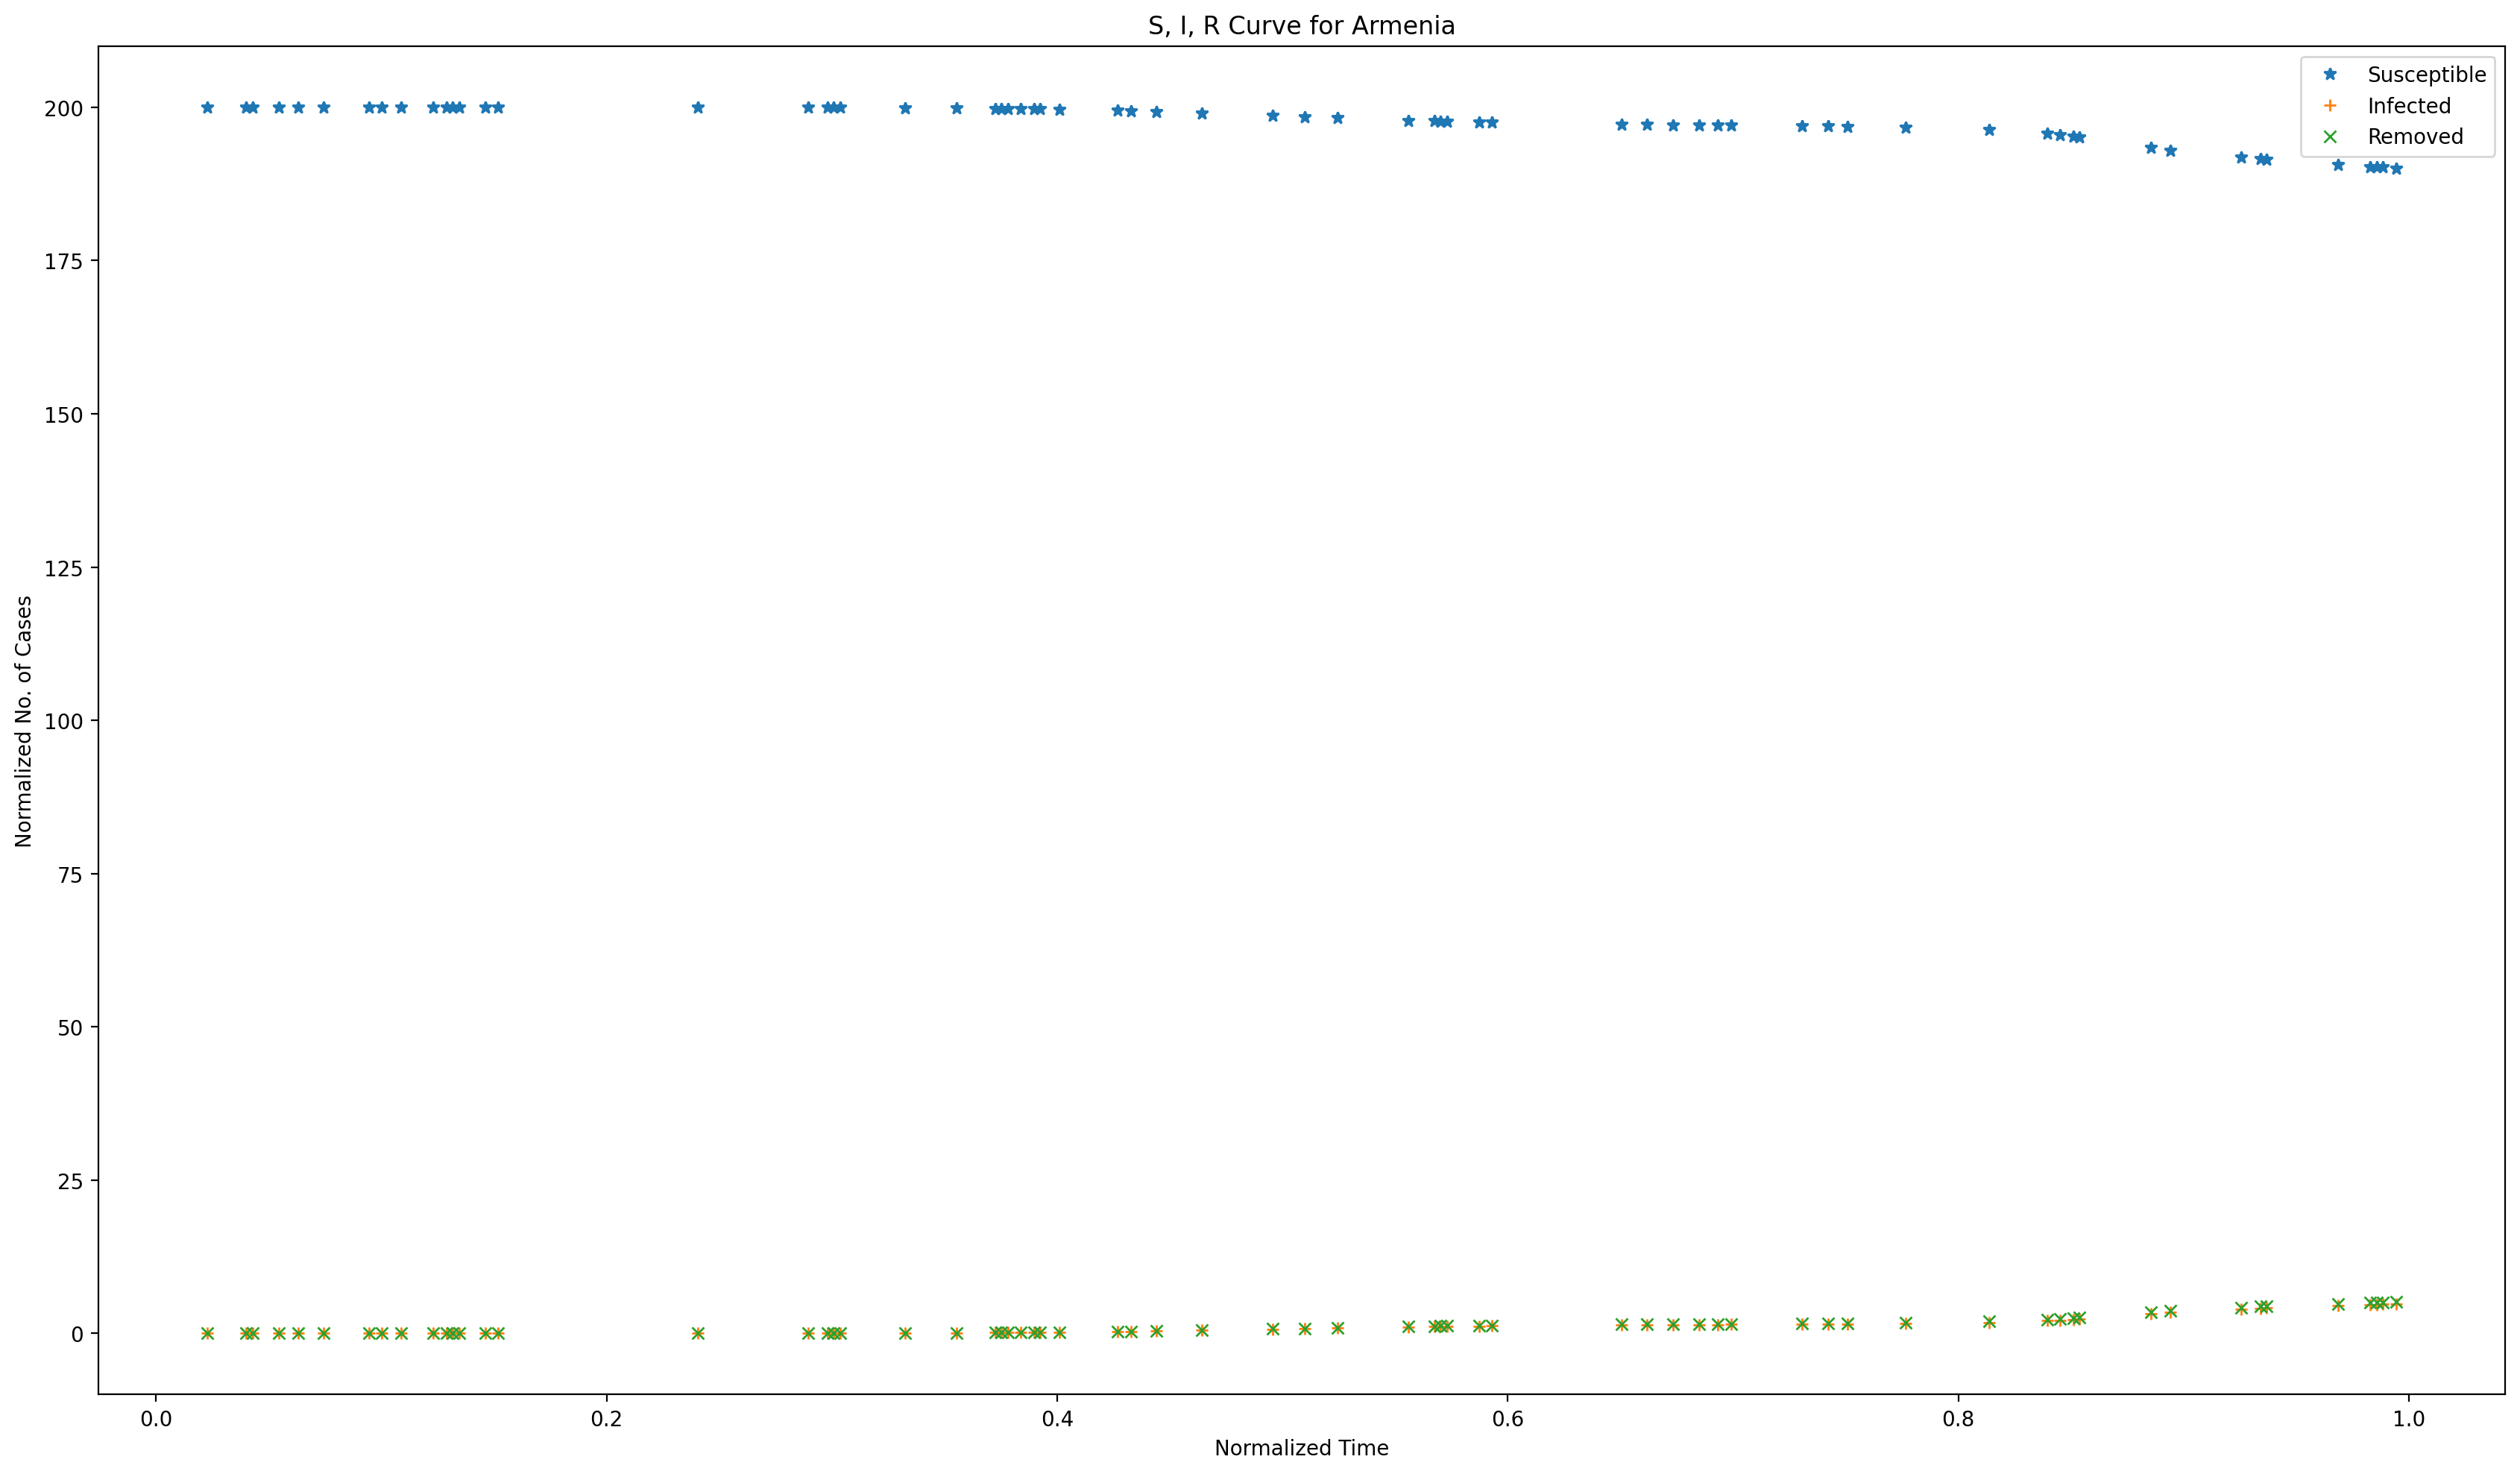 S, I, R Curve for Armenia
Susceptible
Infected
Removed
200
175
150
125
100
75
50
25
0
Normalized No. of Cases
0.0 0.2 0.4 0.6 0.8 1.0
Normalized Time